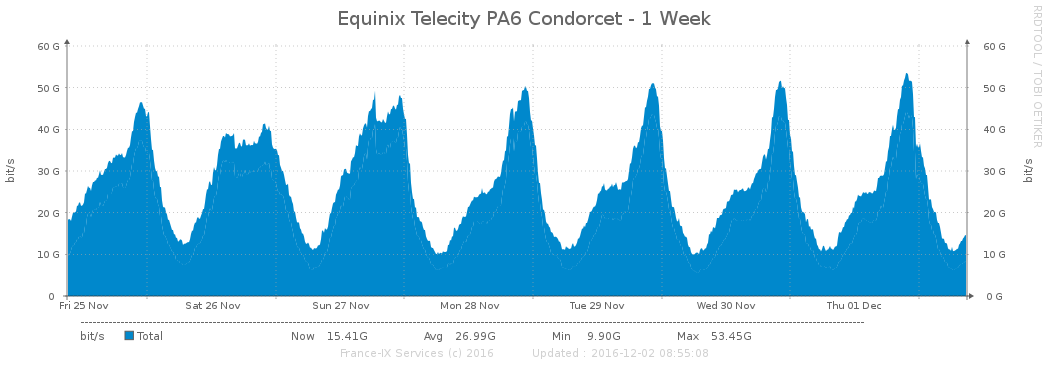 Equinix Telecity PA6 Condorcet - 1 Week
RRDTOOL / TOBI OETIKER
bit/s
60 G
50 G
40 G
30 G
20 G
10 G
0
60 G
50 G
40 G
30 G
20 G
10 G
0 G
bit/s
Fri 25 Nov Sat 26 Nov Sun 27 Nov Mon 28 Nov Tue 29 Nov Wed 30 Nov Thu 01 Dec
bit/s Total Now 15.41G Avg 26.99G Min 9.90G Max 53.45G
France-IX Services (c) 2016 Updated : 2016-12-02 08:55:08